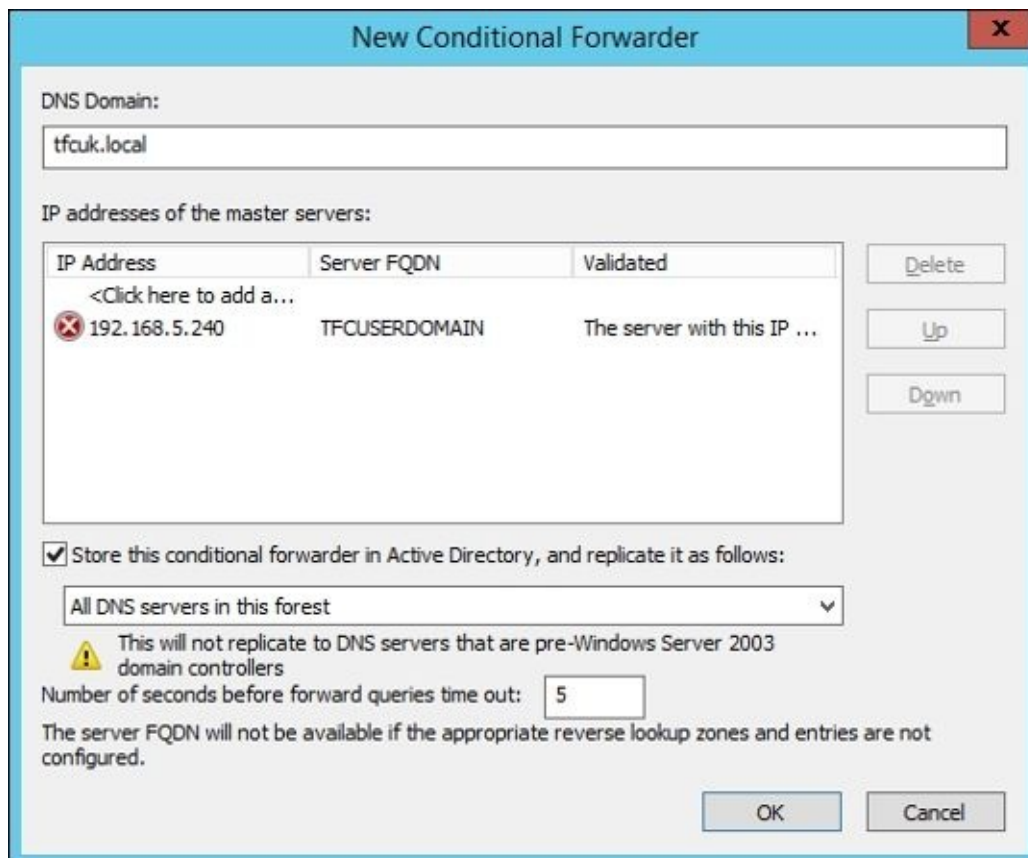 New Conditional Forwarder
x
DNS Domain:
tfcuk.local
IP addresses of the master servers:
IP Address Server FQDN Validated
<Click here to add a...
192.168.5.240 TFCUSERDOMAIN The server with this IP ...
Delete
Up
Down
Store this conditional forwarder in Active Directory, and replicate it as follows:
All DNS servers in this forest
This will not replicate to DNS servers that are pre-Windows Server 2003
domain controllers
Number of seconds before forward queries time out: 5
The server FQDN will not be available if the appropriate reverse lookup zones and entries are not
configured.
OK Cancel